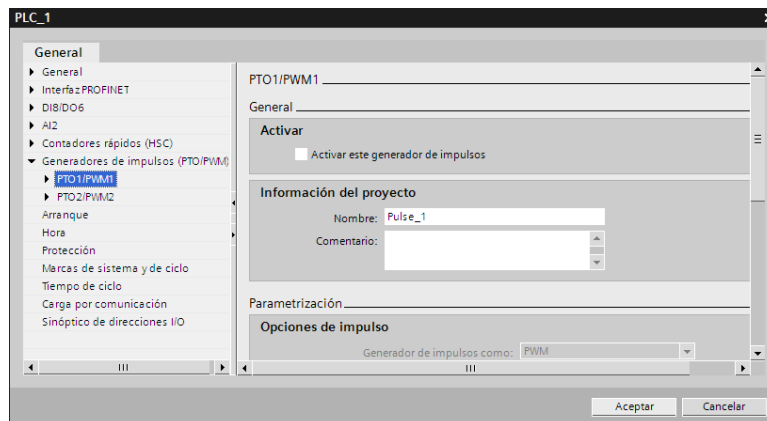 PLC_1
General
General
Interfaz PROFINET
DI8/DO6
AI2
Contadores rápidos (HSC)
Generadores de impulsos (PTO/PWM)
PTO1/PWM1
PTO2/PWM2
Arranque
Hora
Protección
Marcas de sistema y de ciclo
Tiempo de ciclo
Carga por comunicación
Sinóptico de direcciones I/O
PTO1/PWM1
General
Activar
Activar este generador de impulsos
Información del proyecto
Nombre: Pulse_1
Comentario:
Parametrización
Opciones de impulso
Generador de impulsos como: PWM
Aceptar Cancelar